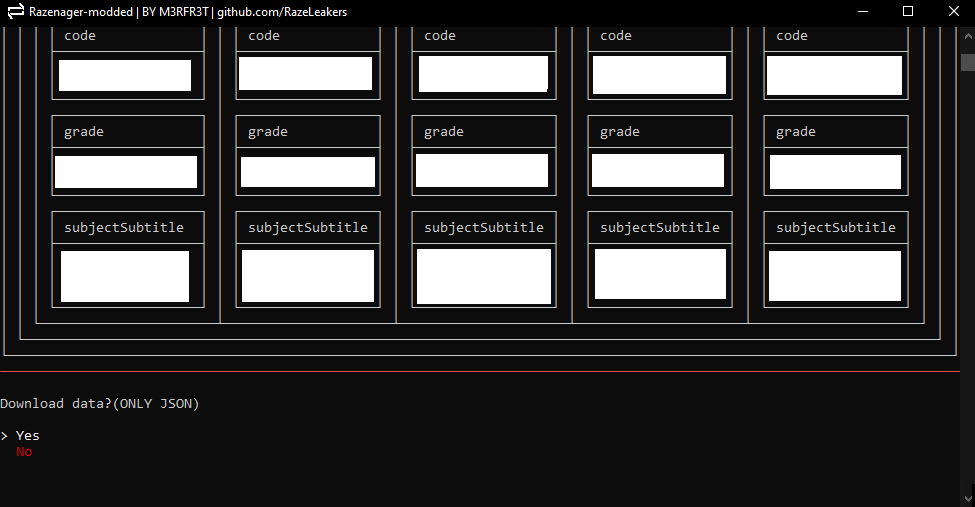 Razenager-modded | BY M3RFR3T | github.com/RazeLeakers
code code code code code
grade grade grade grade grade
subjectSubtitle subjectSubtitle subjectSubtitle subjectSubtitle subjectSubtitle
Download data?(ONLY JSON)
> Yes
No